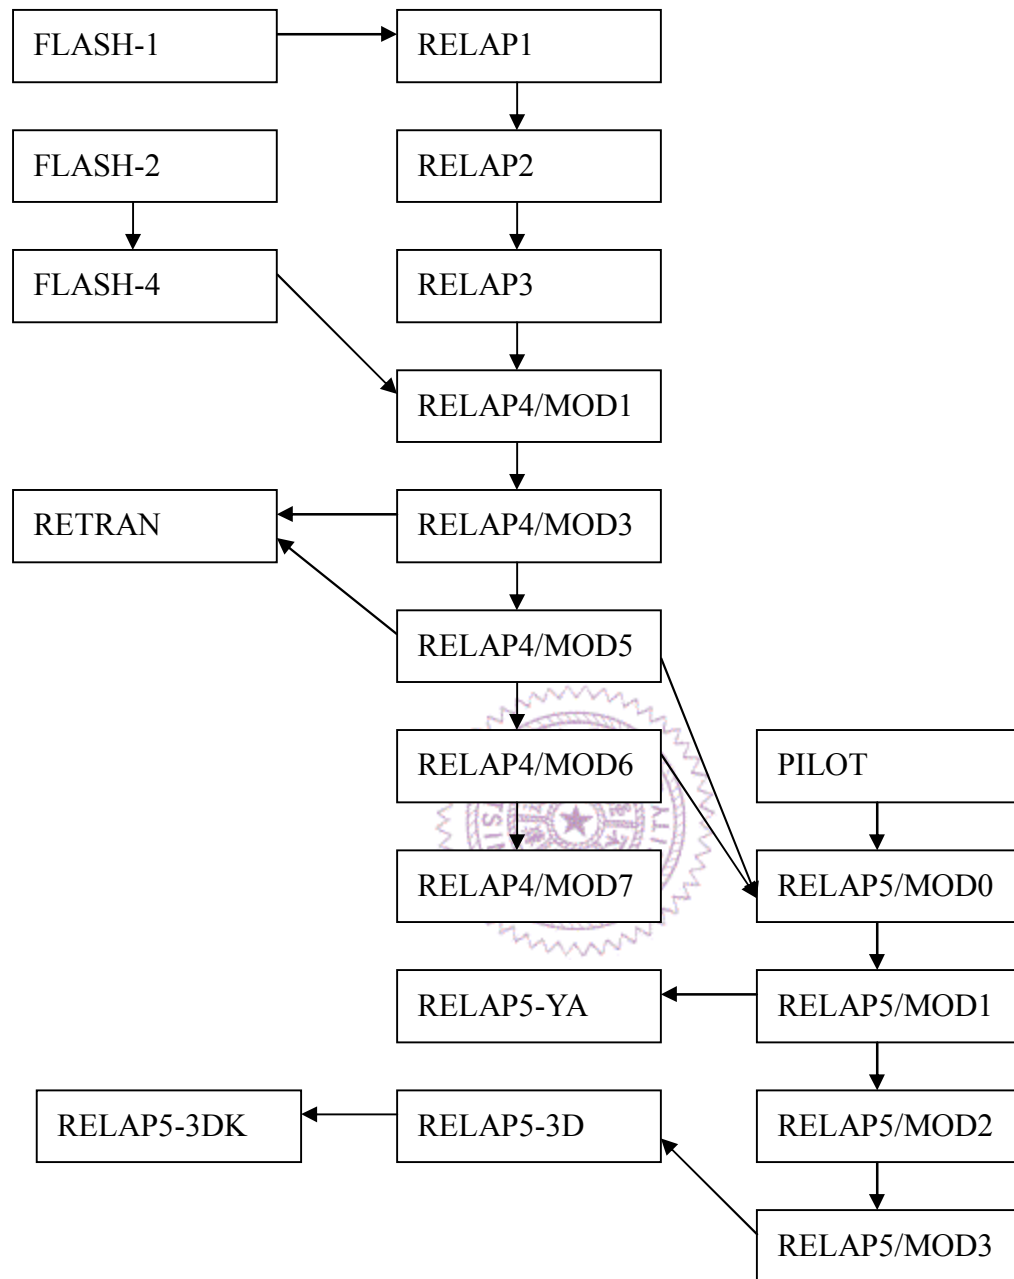 FLASH-1
RELAP1
FLASH-2
RELAP2
FLASH-4
RELAP3
RELAP4/MOD1
RETRAN
RELAP4/MOD3
RELAP4/MOD5
RELAP4/MOD6
PILOT
RELAP4/MOD7
RELAP5/MOD0
RELAP5-YA
RELAP5/MOD1
RELAP5-3DK
RELAP5-3D
RELAP5/MOD2
RELAP5/MOD3